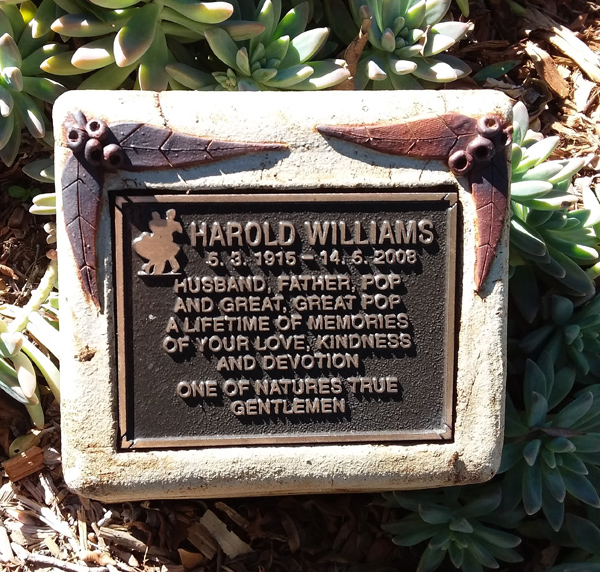 HAROLD WILLIAMS
5. 3. 1915 - 14. 6. 2008
HUSBAND, FATHER, POP
AND GREAT, GREAT POP
A LIFETIME OF MEMORIES
OF YOUR LOVE, KINDNESS
AND DEVOTION
ONE OF NATURES TRUE
GENTLEMEN